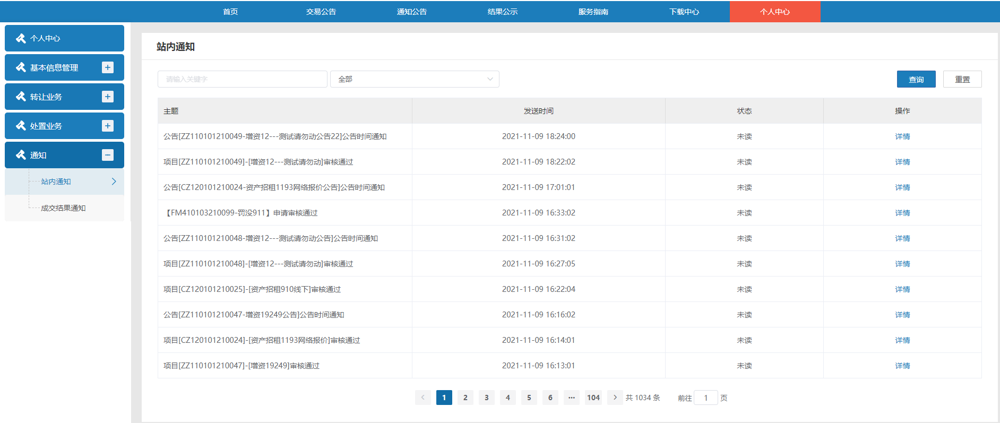 首页 交易公告 通知公告 结果公示 服务指南 下载中心 个人中心
个人中心
基本信息管理
转让业务
处置业务
通知
站内通知
成交结果通知
站内通知
请输入关键字 全部 查询 重置
主题 发送时间 状态 操作
公告[ZZ110101210049-增资12---测试请勿动公告22]公告时间通知 2021-11-09 18:24:00 未读 详情
项目[ZZ110101210049]-[增资12---测试请勿动]审核通过 2021-11-09 18:22:02 未读 详情
公告[CZ120101210024-资产招租1193网络报价公告]公告时间通知 2021-11-09 17:01:01 未读 详情
【FM410103210099-罚没911】申请审核通过 2021-11-09 16:33:02 未读 详情
公告[ZZ110101210048-增资12---测试请勿动公告]公告时间通知 2021-11-09 16:31:02 未读 详情
项目[ZZ110101210048]-[增资12---测试请勿动]审核通过 2021-11-09 16:27:05 未读 详情
项目[CZ120101210025]-[资产招租910线下]审核通过 2021-11-09 16:22:04 未读 详情
公告[ZZ110101210047-增资19249公告]公告时间通知 2021-11-09 16:16:02 未读 详情
项目[CZ120101210024]-[资产招租1193网络报价]审核通过 2021-11-09 16:14:01 未读 详情
项目[ZZ110101210047]-[增资19249]审核通过 2021-11-09 16:13:01 未读 详情
1 2 3 4 5 6 ··· 104 共 1034 条 前往 1 页